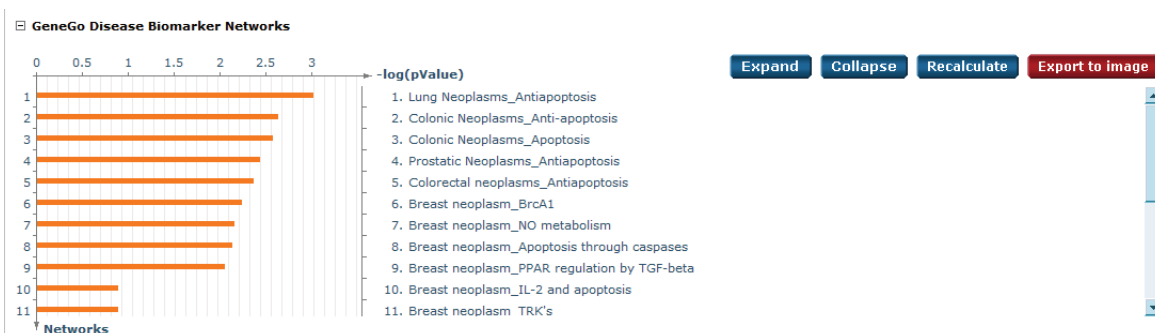 GeneGo Disease Biomarker Networks
0 0.5 1 1.5 2 2.5 3
-log(pValue)
Expand Collapse Recalculate Export to image
1 1. Lung Neoplasms_Antiapoptosis
2 2. Colonic Neoplasms_Anti-apoptosis
3 3. Colonic Neoplasms_Apoptosis
4 4. Prostatic Neoplasms_Antiapoptosis
5 5. Colorectal neoplasms_Antiapoptosis
6 6. Breast neoplasm_BrcA1
7 7. Breast neoplasm_NO metabolism
8 8. Breast neoplasm_Apoptosis through caspases
9 9. Breast neoplasm_PPAR regulation by TGF-beta
10 10. Breast neoplasm_IL-2 and apoptosis
11 11. Breast neoplasm TRK's
Networks